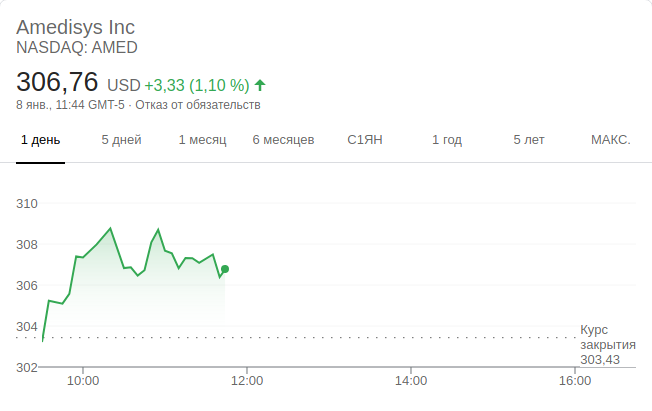 Amedisys Inc
NASDAQ: AMED
306,76 USD +3,33 (1,10 %)
8 янв., 11:44 GMT-5 · Отказ от обязательств
1 день 5 дней 1 месяц 6 месяцев С1ЯН 1 год 5 лет МАКС.
310
308
306
304
302
Курс
закрытия
303,43
10:00 12:00 14:00 16:00